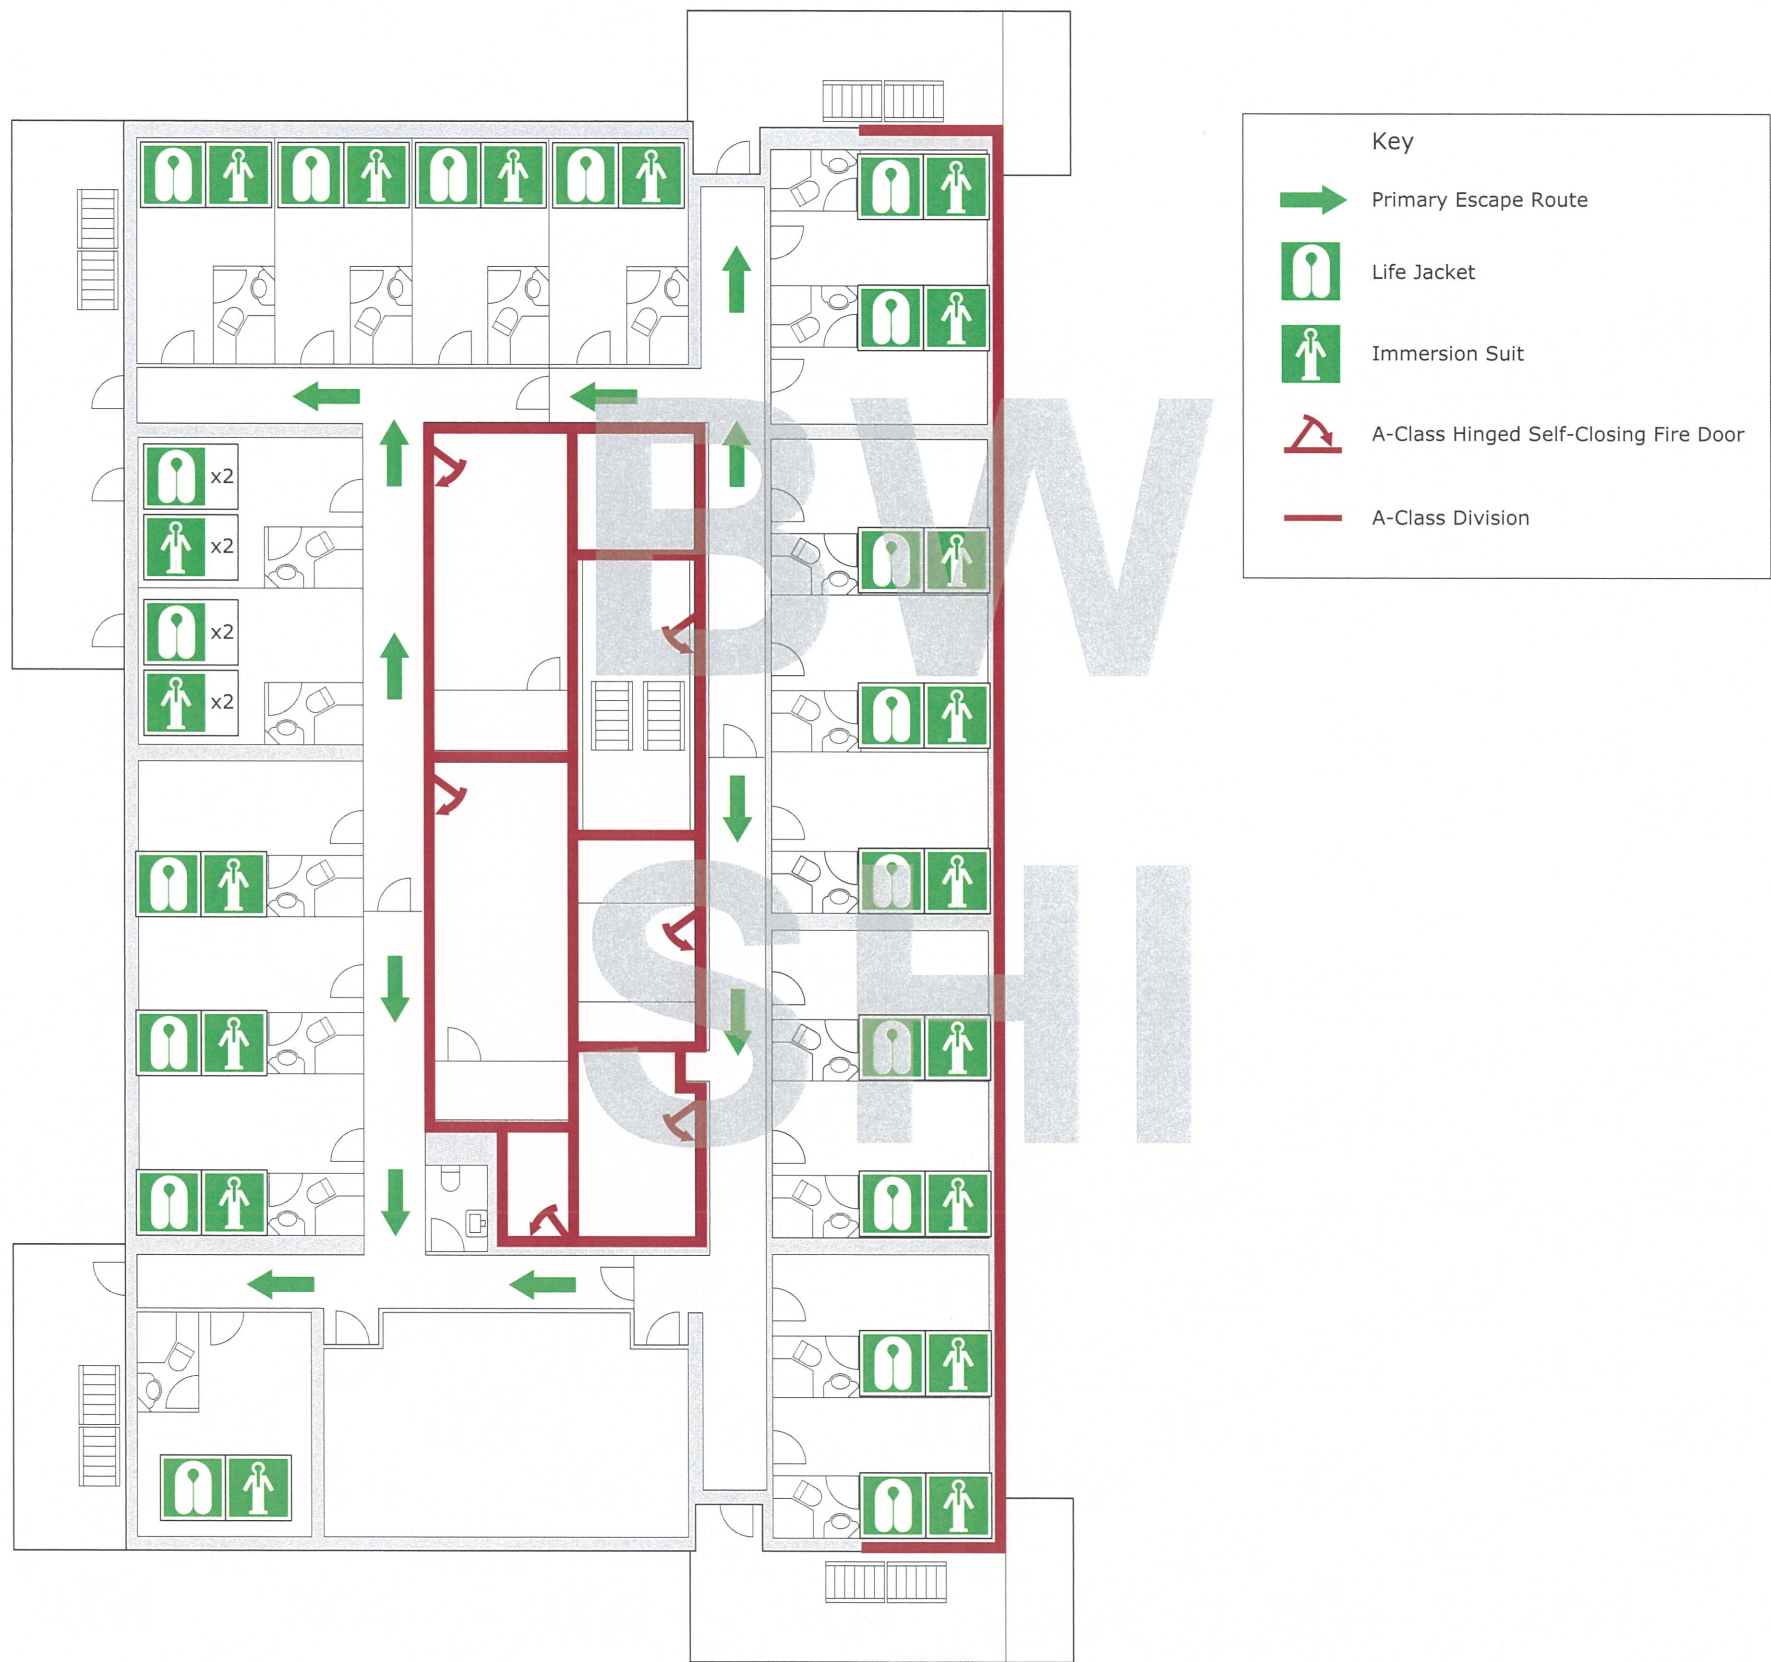 Key
Primary Escape Route
Life Jacket
Immersion Suit
A-Class Hinged Self-Closing Fire Door
A-Class Division
x2
x2
x2
x2
BW
SHI